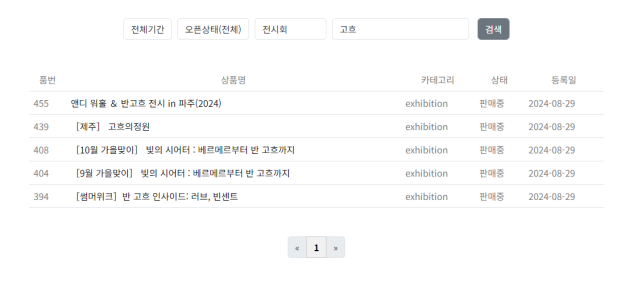 전체기간 오픈상태(전체) 전시회 고흐 검색
품번 상품명 카테고리 상태 등록일
455 앤디 워홀 & 반고흐 전시 in 파주(2024) exhibition 판매중 2024-08-29
439 [제주] 고흐의정원 exhibition 판매중 2024-08-29
408 [10월 가을맞이] 빛의 시어터 : 베르메르부터 반 고흐까지 exhibition 판매중 2024-08-29
404 [9월 가을맞이] 빛의 시어터 : 베르메르부터 반 고흐까지 exhibition 판매중 2024-08-29
394 [썸머위크] 반 고흐 인사이드: 러브, 빈센트 exhibition 판매중 2024-08-29
« 1 »